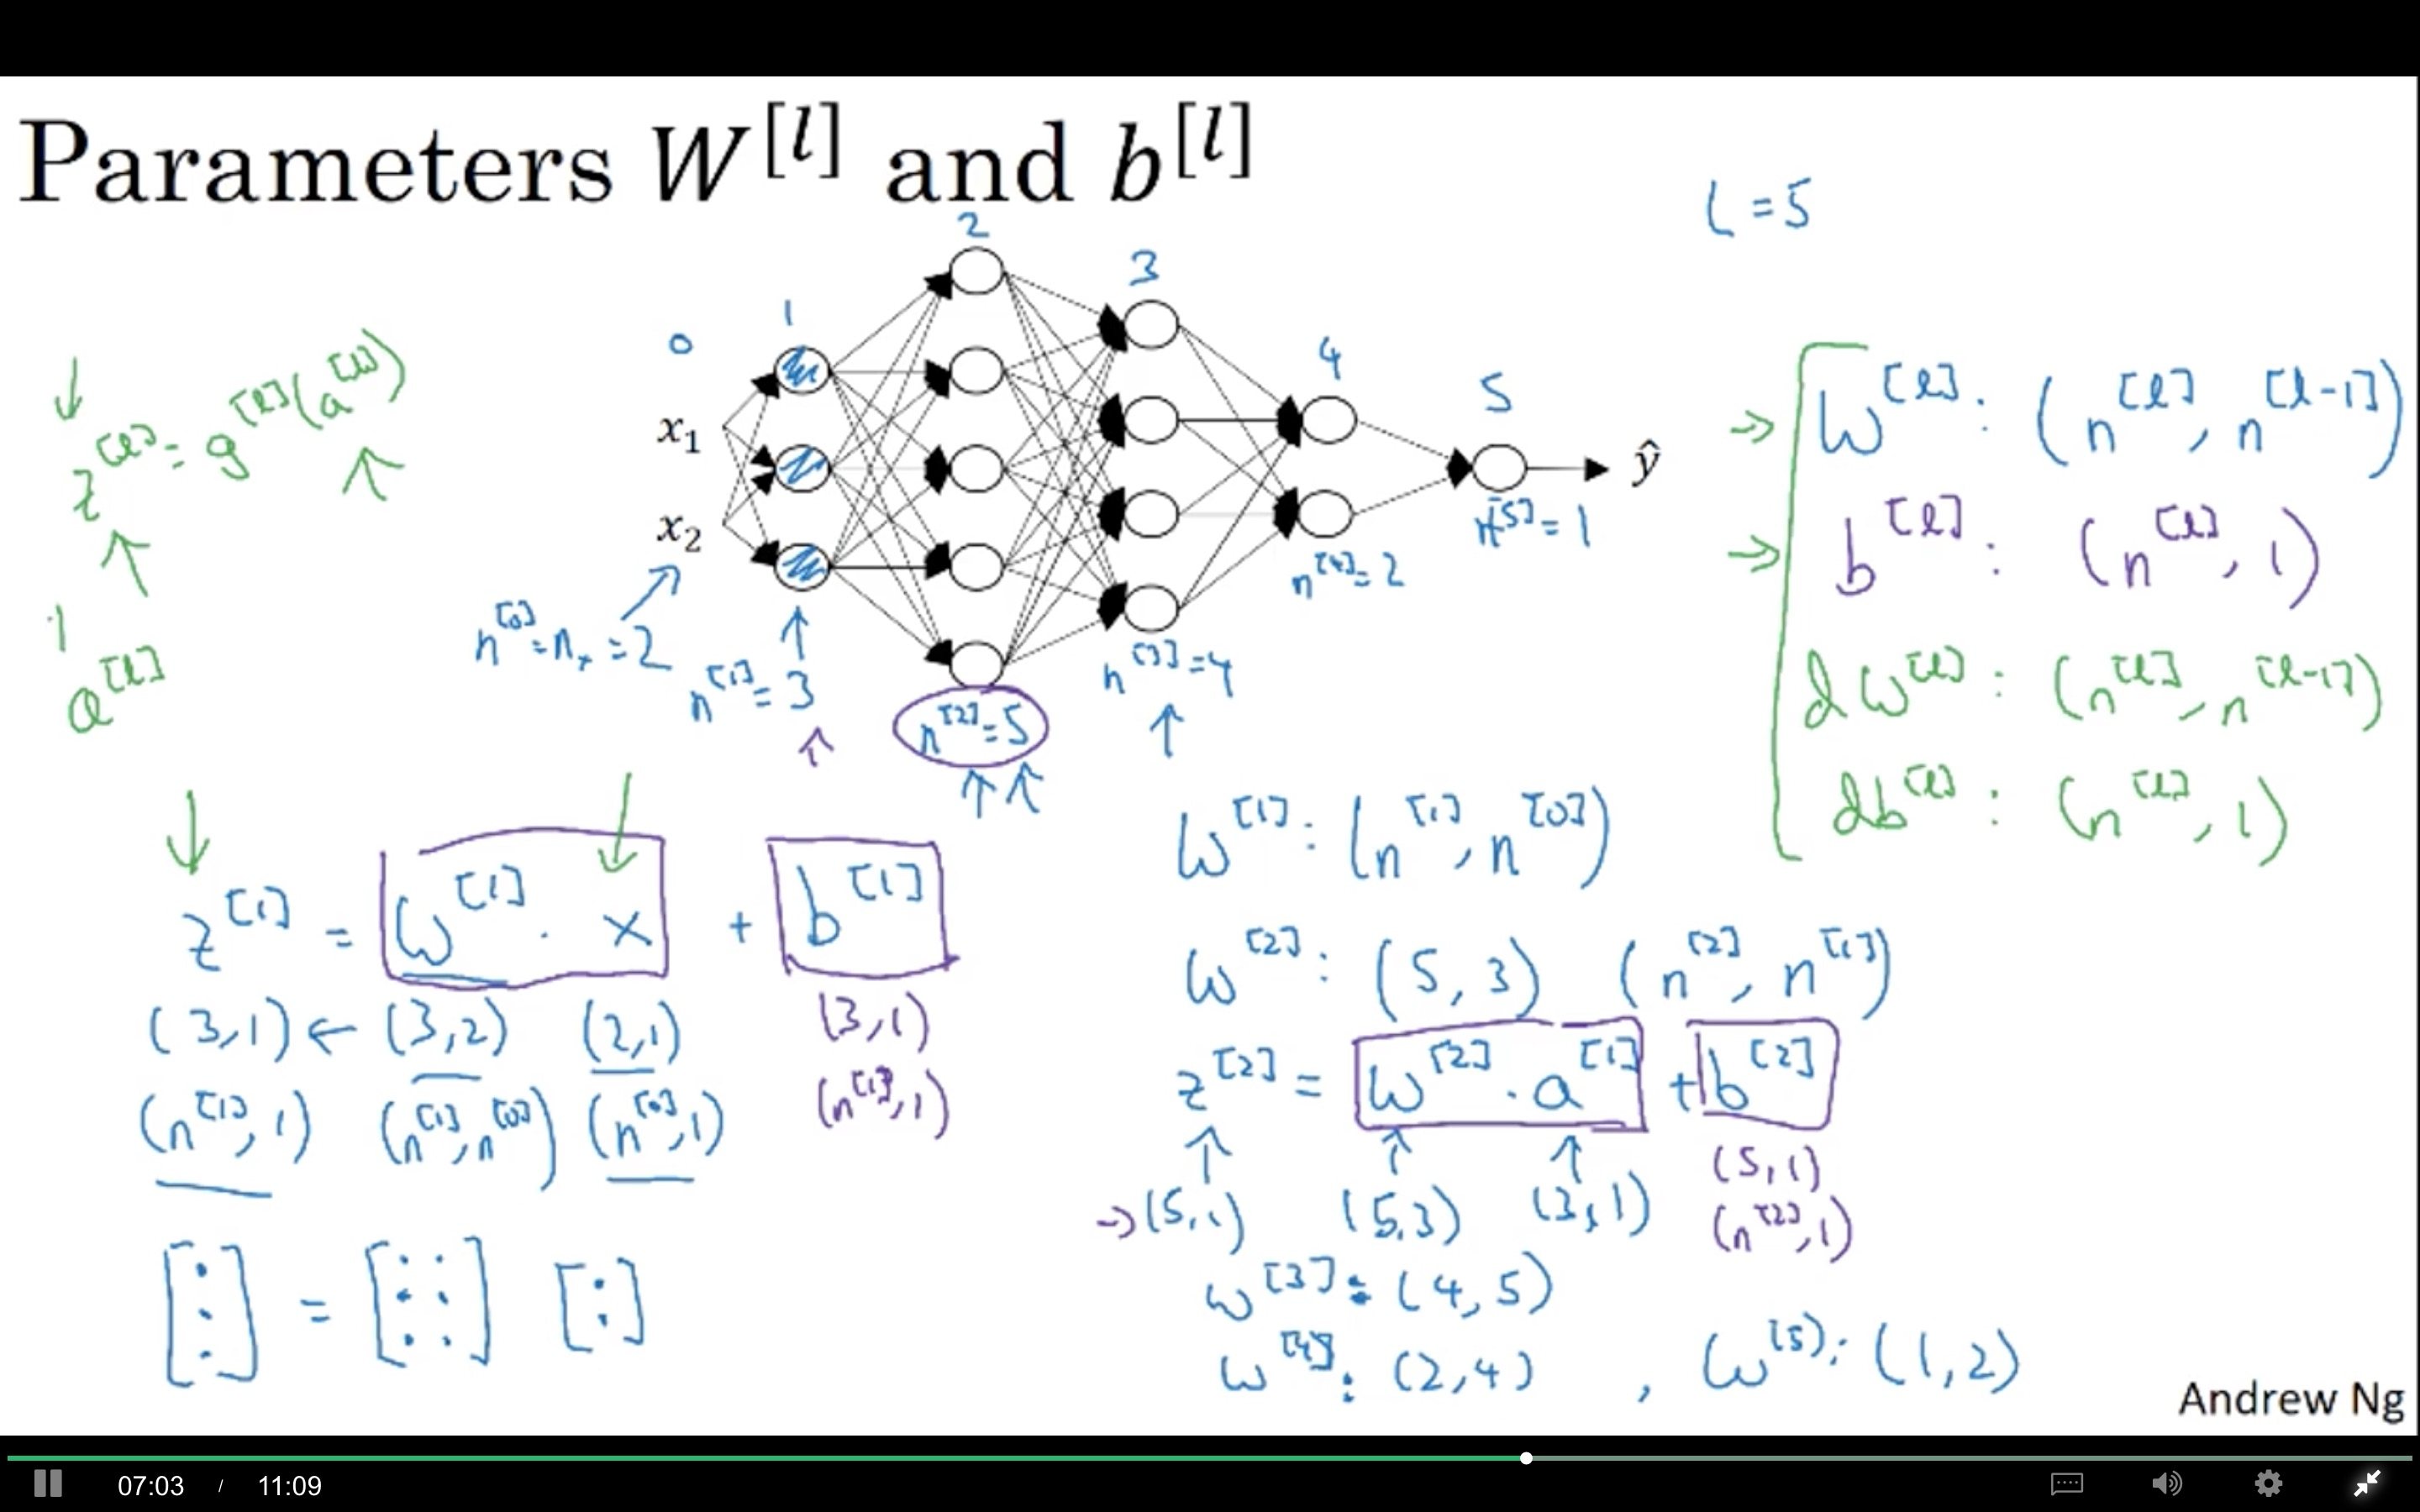 Parameters W^[l] and b^[l]
L = 5
0
1
2
3
4
5
x₁
x₂
ŷ
n^[0] = nₓ = 2
n^[1] = 3
n^[2] = 5
n^[3] = 4
n^[4] = 2
n^[5] = 1
z^[l] = g^[l](a^[l])
a^[l]
W^[l] : (n^[l], n^[l-1])
b^[l] : (n^[l], 1)
dW^[l] : (n^[l], n^[l-1])
db^[l] : (n^[l], 1)
z^[1] = W^[1] · x + b^[1]
(3,1) ← (3,2) (2,1) (3,1)
(n^[1], 1) (n^[1], n^[0]) (n^[0], 1) (n^[1], 1)
W^[1] : (n^[1], n^[0])
W^[2] : (5, 3) (n^[2], n^[1])
z^[2] = W^[2] · a^[1] + b^[2]
→ (5,1) (5,3) (3,1) (5,1)
(n^[2], 1)
W^[3] : (4, 5)
W^[4] : (2,4) , W^[5] : (1,2)
Andrew Ng
07:03 / 11:09